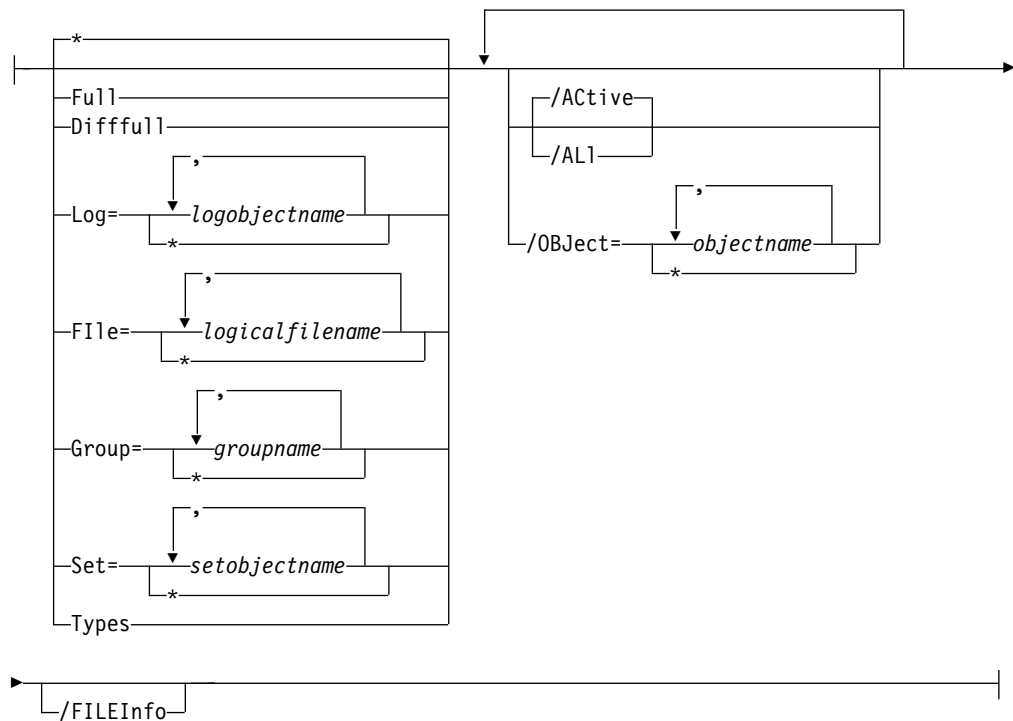 *
Full
/ACtive
Difffull
/ALl
,
,
Log= logobjectname
/OBJect= objectname
*
*
,
FIle= logicalfilename
*
,
Group= groupname
*
,
Set= setobjectname
*
Types
/FILEInfo